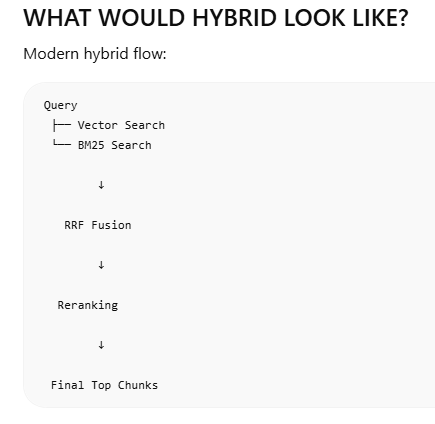 WHAT WOULD HYBRID LOOK LIKE?
Modern hybrid flow:
Query
├── Vector Search
└── BM25 Search
↓
RRF Fusion
↓
Reranking
↓
Final Top Chunks